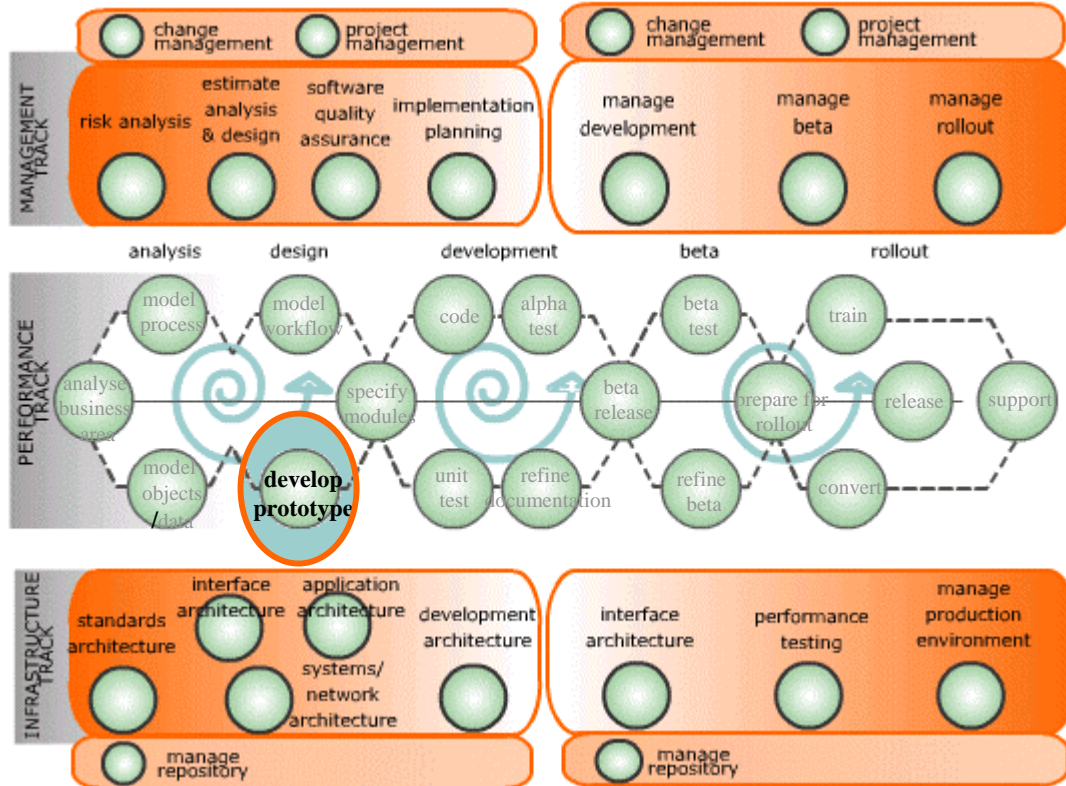 change
management
project
management
change
management
project
management
MANAGEMENT
TRACK
risk analysis
estimate
analysis
& design
software
quality
assurance
implementation
planning
manage
development
manage
beta
manage
rollout
analysis
design
development
beta
rollout
PERFORMANCE
TRACK
analyse
business
area
model
process
model
objects
/data
model
workflow
develop
prototype
specify
modules
code
alpha
test
unit
test
refine
documentation
beta
release
beta
test
refine
beta
prepare for
rollout
train
convert
release
support
INFRASTRUCTURE
TRACK
standards
architecture
interface
architecture
application
architecture
systems/
network
architecture
development
architecture
interface
architecture
performance
testing
manage
production
environment
manage
repository
manage
repository